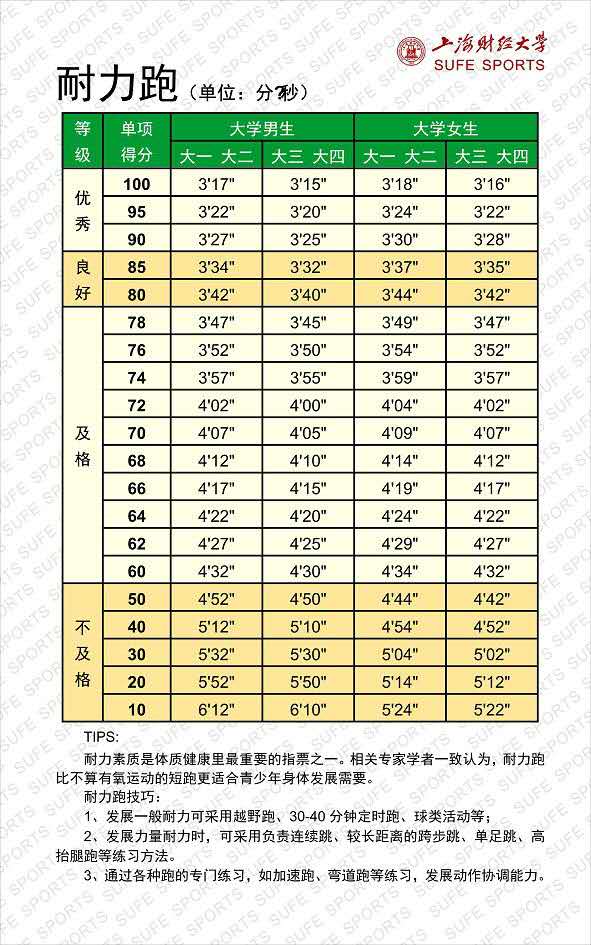 上海财经大学
SUFE SPORTS
耐力跑（单位：分秒）
等级 单项得分 大学男生 大学女生
大一 大二 大三 大四 大一 大二 大三 大四
优秀
100 3'17" 3'15" 3'18" 3'16"
95 3'22" 3'20" 3'24" 3'22"
90 3'27" 3'25" 3'30" 3'28"
良好
85 3'34" 3'32" 3'37" 3'35"
80 3'42" 3'40" 3'44" 3'42"
及格
78 3'47" 3'45" 3'49" 3'47"
76 3'52" 3'50" 3'54" 3'52"
74 3'57" 3'55" 3'59" 3'57"
72 4'02" 4'00" 4'04" 4'02"
70 4'07" 4'05" 4'09" 4'07"
68 4'12" 4'10" 4'14" 4'12"
66 4'17" 4'15" 4'19" 4'17"
64 4'22" 4'20" 4'24" 4'22"
62 4'27" 4'25" 4'29" 4'27"
60 4'32" 4'30" 4'34" 4'32"
不及格
50 4'52" 4'50" 4'44" 4'42"
40 5'12" 5'10" 4'54" 4'52"
30 5'32" 5'30" 5'04" 5'02"
20 5'52" 5'50" 5'14" 5'12"
10 6'12" 6'10" 5'24" 5'22"
TIPS:
耐力素质是体质健康里最重要的指票之一。相关专家学者一致认为，耐力跑
比不算有氧运动的短跑更适合青少年身体发展需要。
耐力跑技巧：
1、发展一般耐力可采用越野跑、30-40 分钟定时跑、球类活动等；
2、发展力量耐力时，可采用负责连续跳、较长距离的跨步跳、单足跳、高
抬腿跑等练习方法。
3、通过各种跑的专门练习，如加速跑、弯道跑等练习，发展动作协调能力。